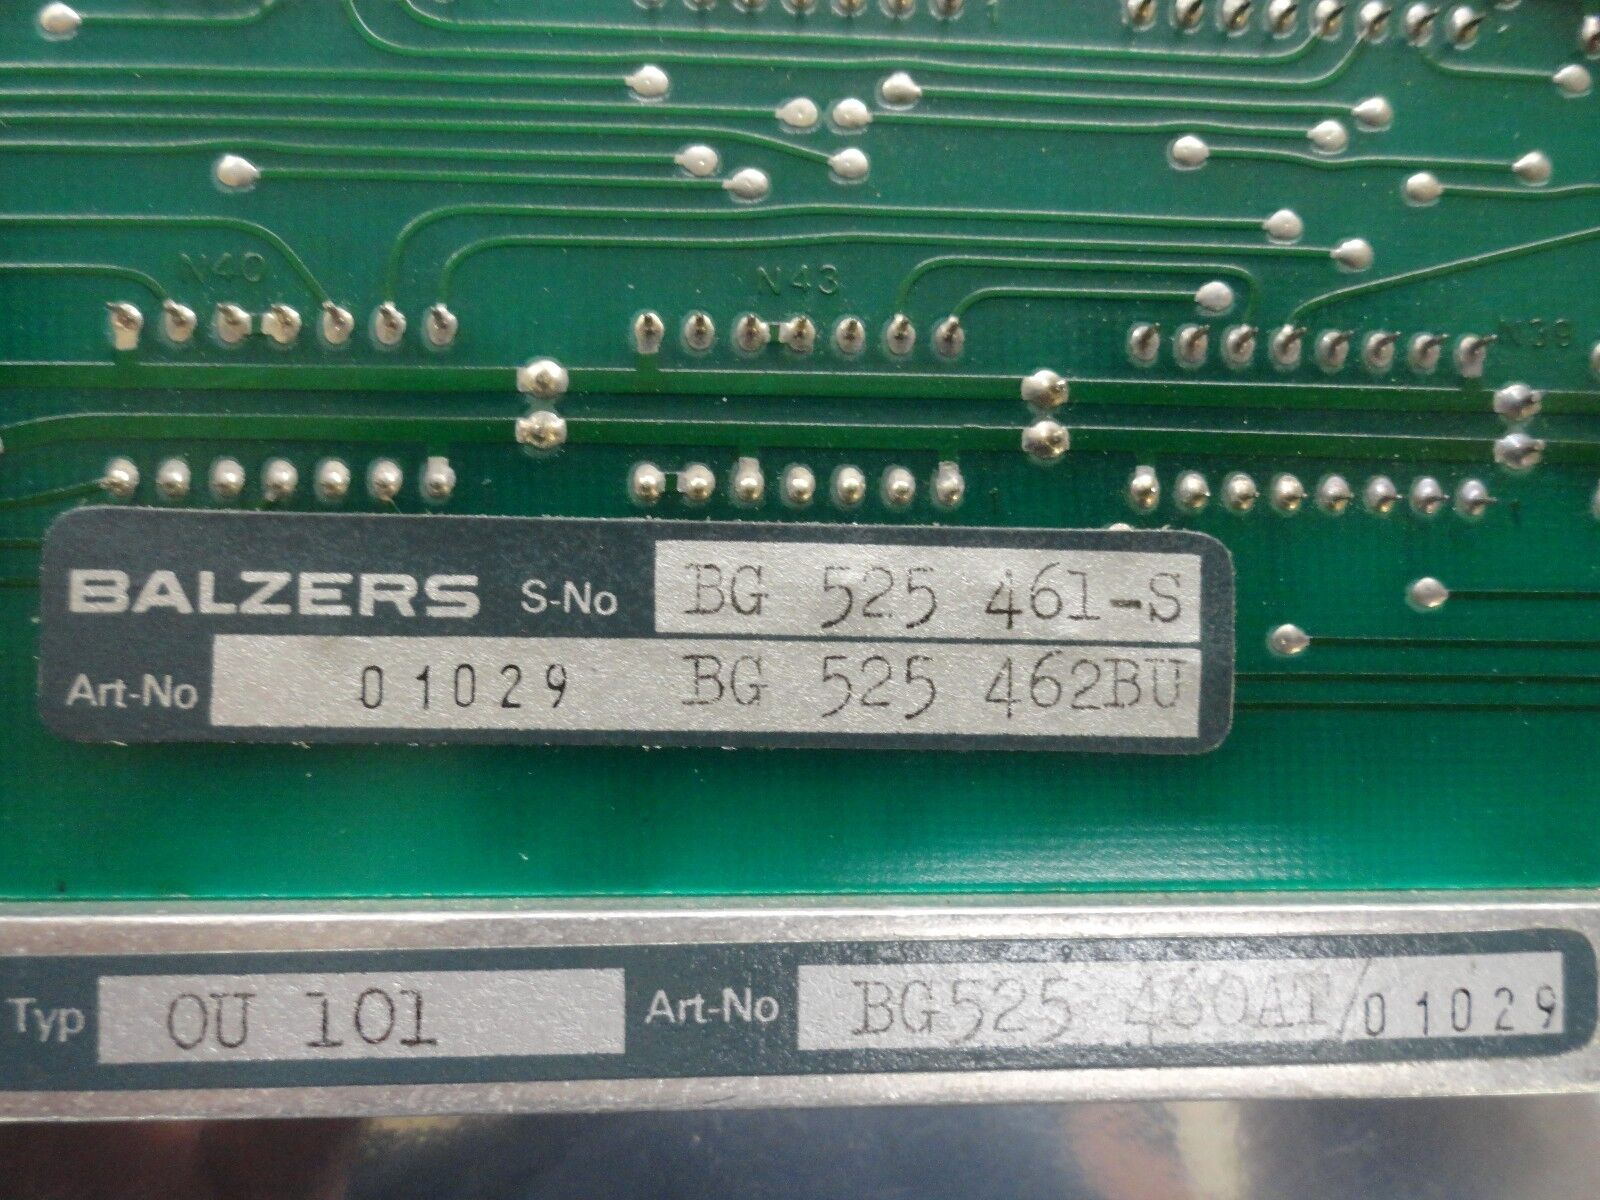 N40
N43
N39
BALZERS S-No BG 525 461-S
Art-No 01029 BG 525 462BU
Typ OU 101 Art-No BG525 460AT/01029